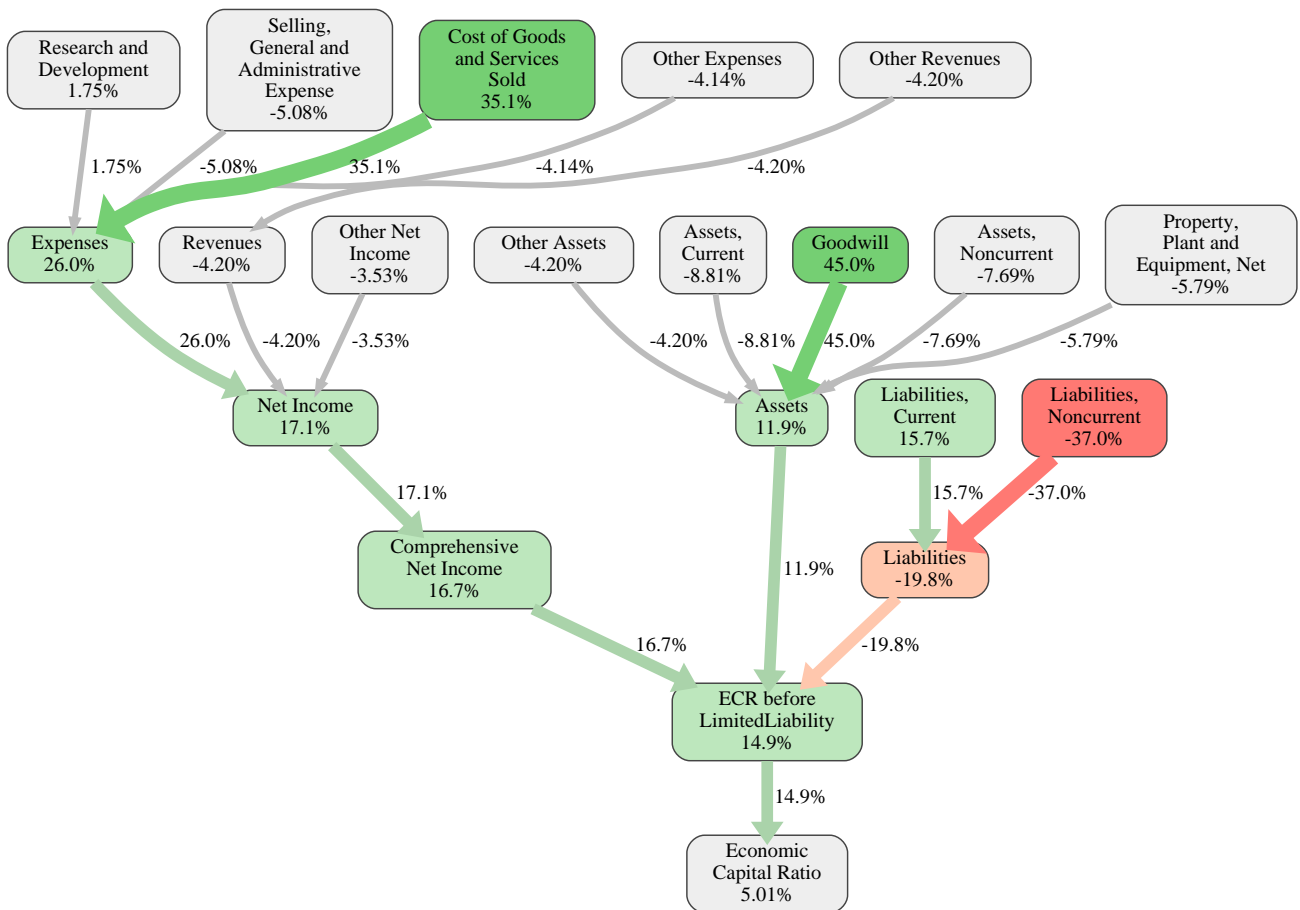 Research and
Development
1.75%
Selling,
General and
Administrative
Expense
-5.08%
Cost of Goods
and Services
Sold
35.1%
Other Expenses
-4.14%
Other Revenues
-4.20%
1.75%
-5.08%
35.1%
-4.14%
-4.20%
Expenses
26.0%
Revenues
-4.20%
Other Net
Income
-3.53%
Other Assets
-4.20%
Assets,
Current
-8.81%
Goodwill
45.0%
Assets,
Noncurrent
-7.69%
Property,
Plant and
Equipment, Net
-5.79%
26.0%
-4.20%
-3.53%
-4.20%
-8.81%
45.0%
-7.69%
-5.79%
Net Income
17.1%
Assets
11.9%
Liabilities,
Current
15.7%
Liabilities,
Noncurrent
-37.0%
17.1%
15.7%
-37.0%
Comprehensive
Net Income
16.7%
11.9%
Liabilities
-19.8%
16.7%
-19.8%
ECR before
LimitedLiability
14.9%
14.9%
Economic
Capital Ratio
5.01%